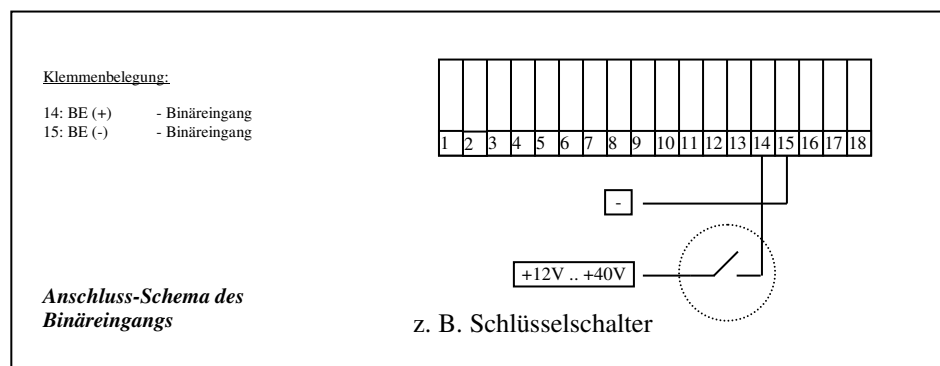 Klemmenbelegung:
14: BE (+) - Binäreingang
15: BE (-) - Binäreingang
1 2 3 4 5 6 7 8 9 10 11 12 13 14 15 16 17 18
-
+12V .. +40V
Anschluss-Schema des
Binäreingangs
z. B. Schlüsselschalter